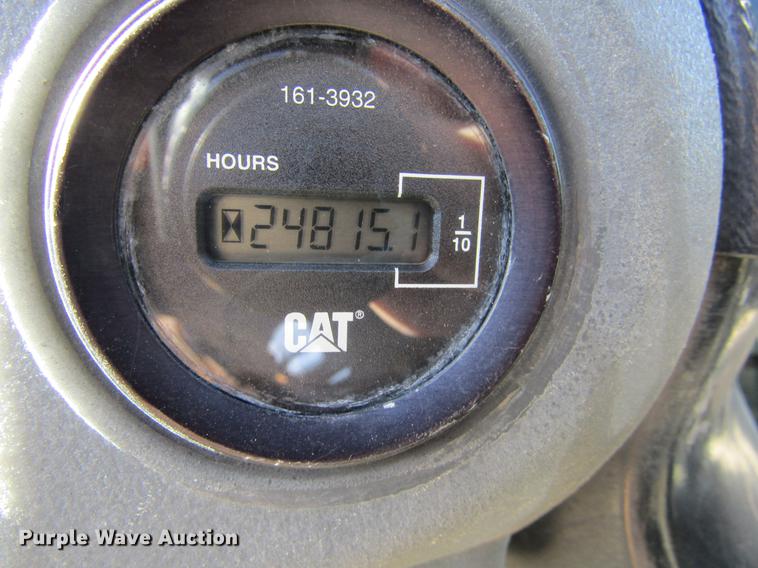 161-3932
HOURS
24815.1
1
10
CAT®
Purple Wave Auction